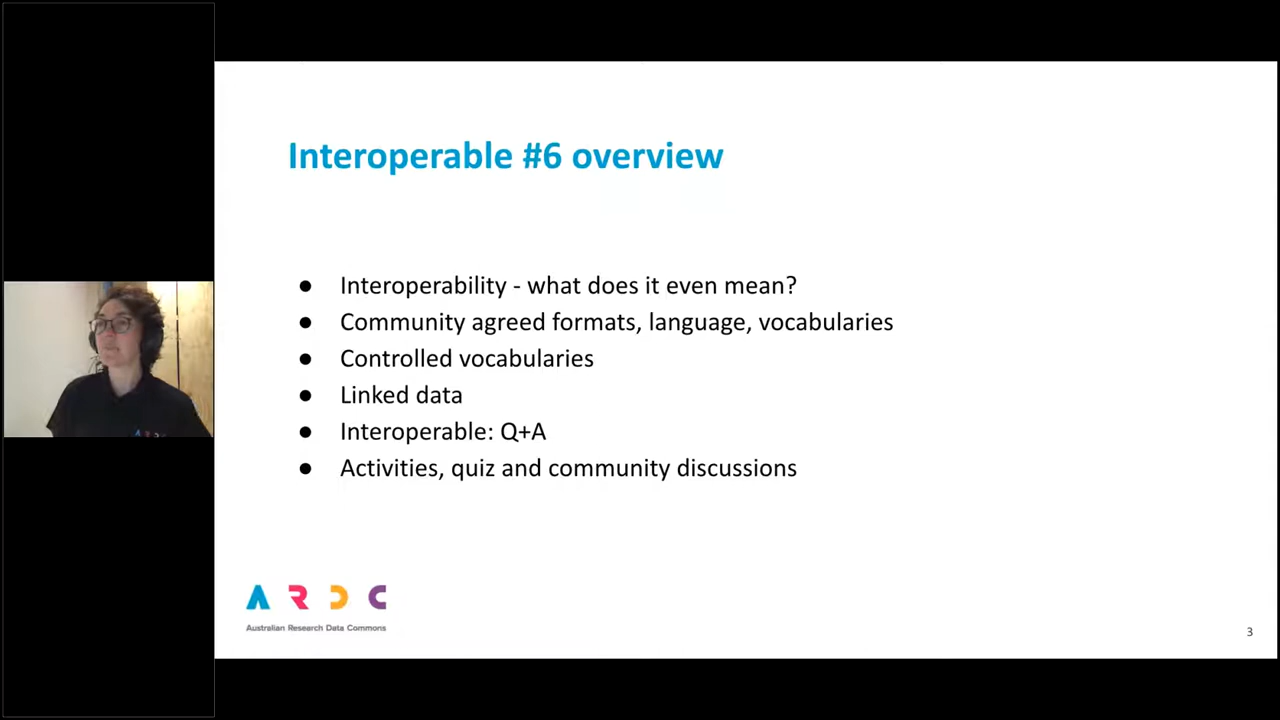 Interoperable #6 overview
● Interoperability - what does it even mean?
● Community agreed formats, language, vocabularies
● Controlled vocabularies
● Linked data
● Interoperable: Q+A
● Activities, quiz and community discussions
ARDC
Australian Research Data Commons
3
ARDC